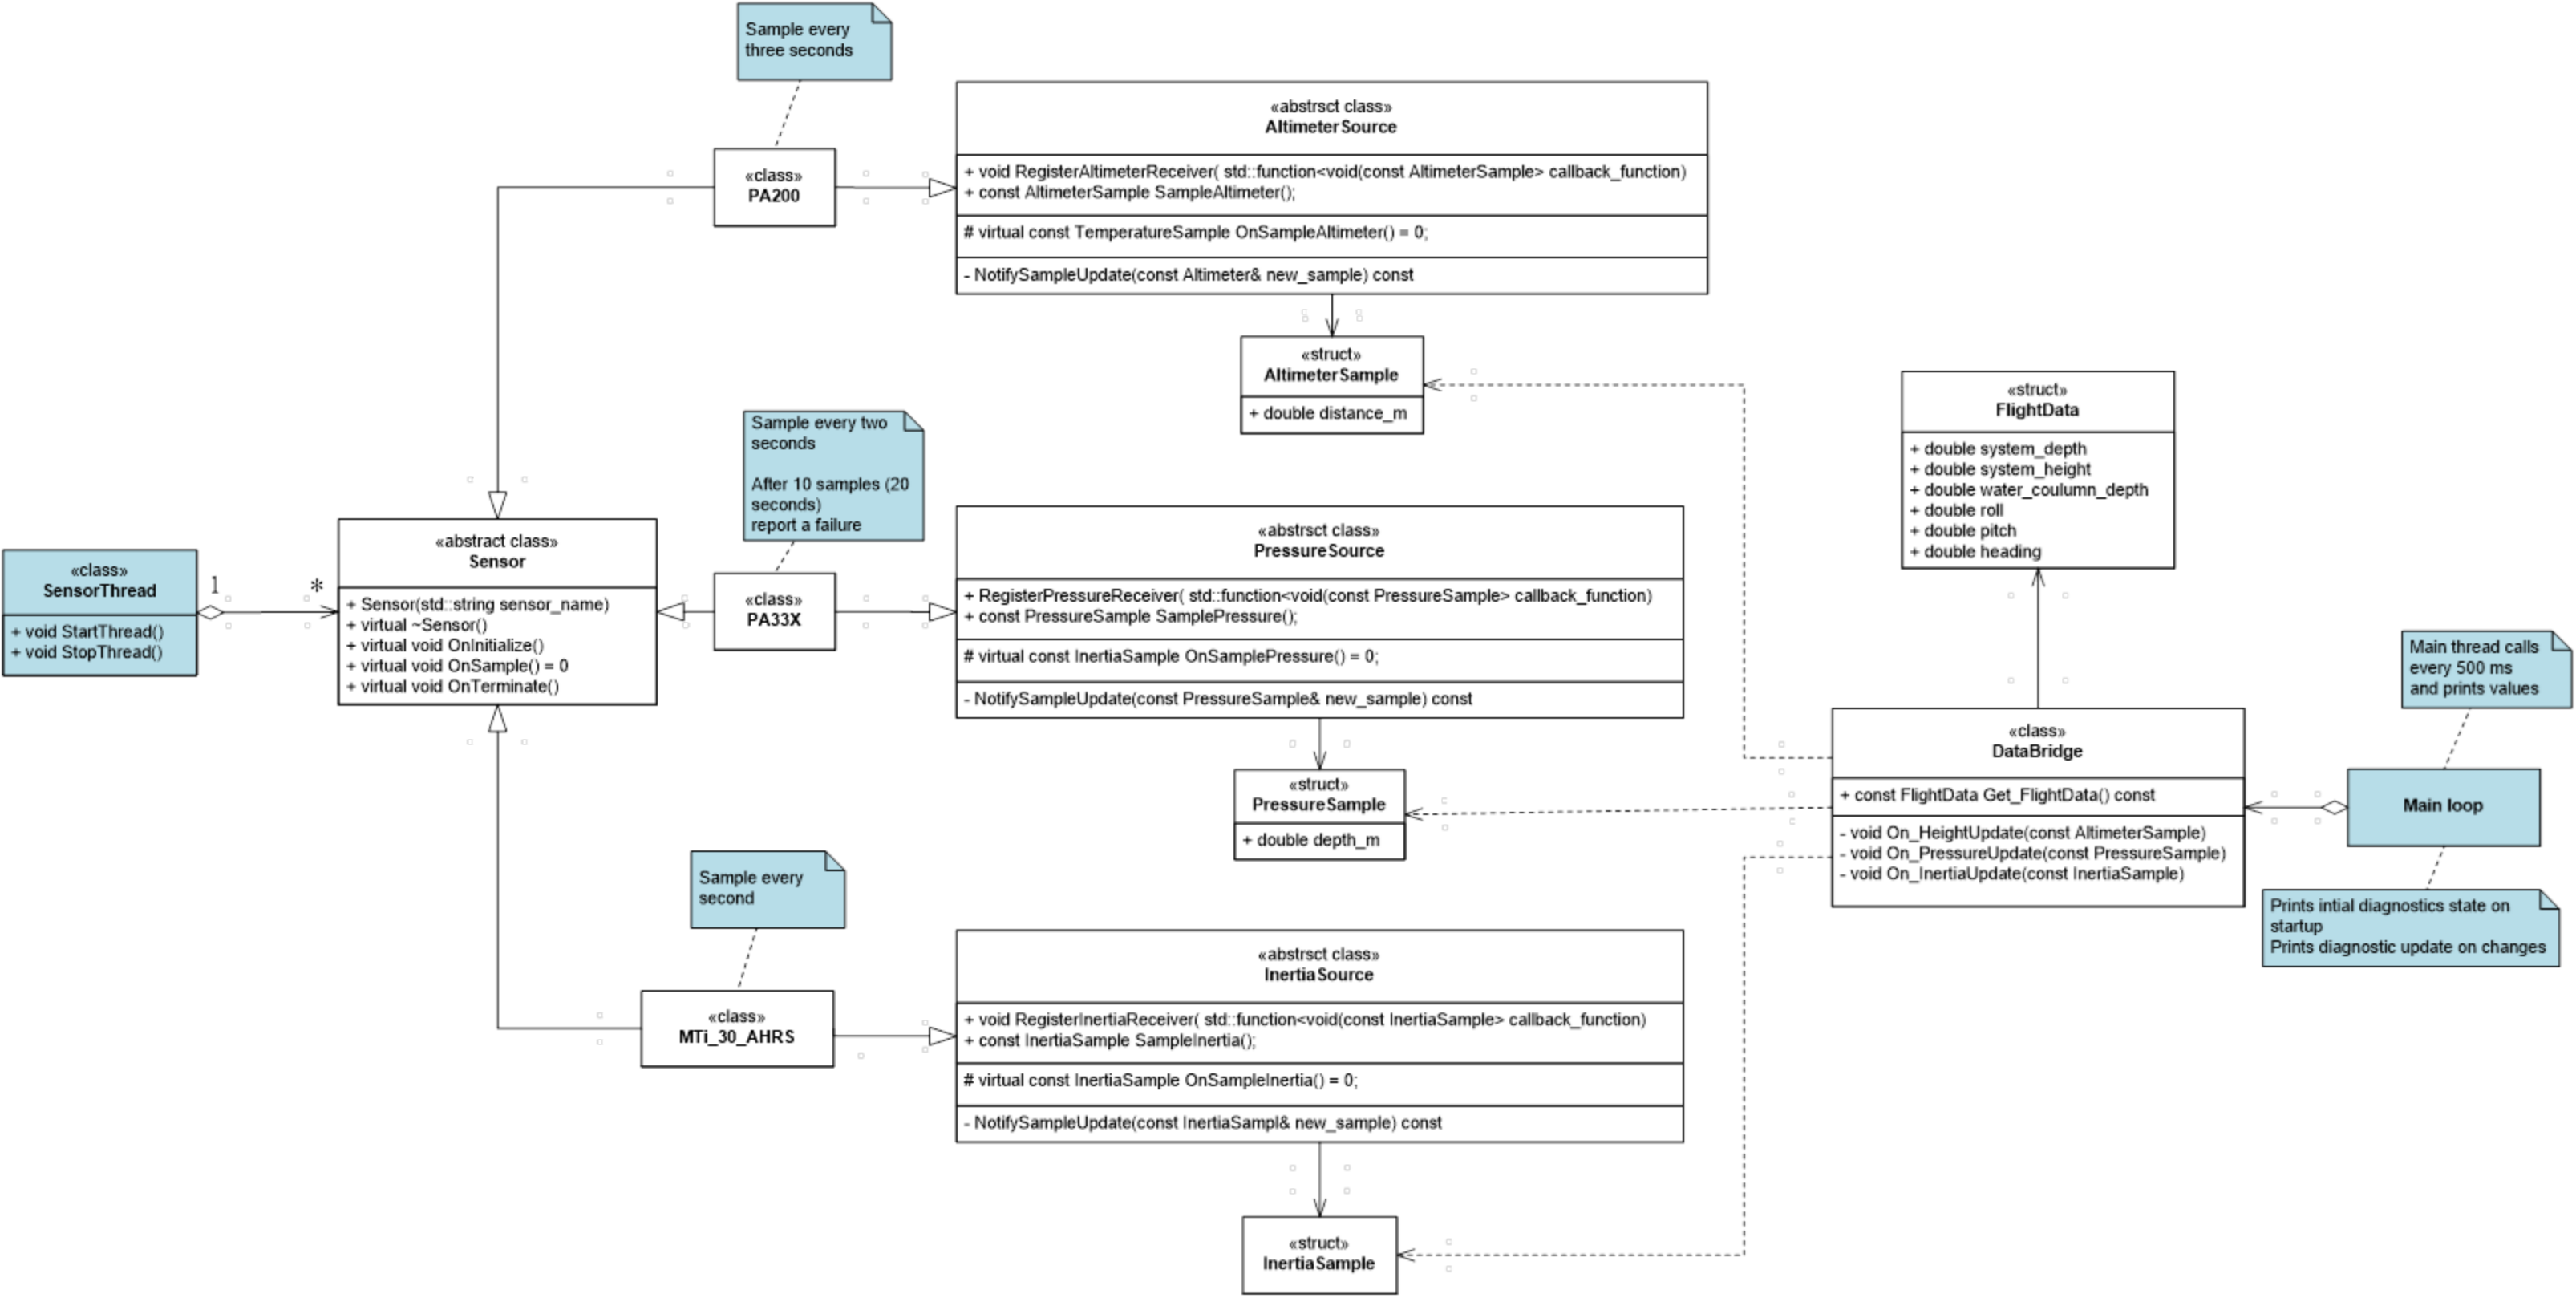 Sample every
three seconds
«abstrsct class»
AltimeterSource
+ void RegisterAltimeterReceiver( std::function<void(const AltimeterSample> callback_function)
+ const AltimeterSample SampleAltimeter();
# virtual const TemperatureSample OnSampleAltimeter() = 0;
- NotifySampleUpdate(const Altimeter& new_sample) const
«class»
PA200
«struct»
AltimeterSample
+ double distance_m
«struct»
FlightData
+ double system_depth
+ double system_height
+ double water_coulumn_depth
+ double roll
+ double pitch
+ double heading
Sample every two
seconds
After 10 samples (20
seconds)
report a failure
«class»
SensorThread
+ void StartThread()
+ void StopThread()
1
*
«abstract class»
Sensor
+ Sensor(std::string sensor_name)
+ virtual ~Sensor()
+ virtual void OnInitialize()
+ virtual void OnSample() = 0
+ virtual void OnTerminate()
«class»
PA33X
«abstrsct class»
PressureSource
+ RegisterPressureReceiver( std::function<void(const PressureSample> callback_function)
+ const PressureSample SamplePressure();
# virtual const InertiaSample OnSamplePressure() = 0;
- NotifySampleUpdate(const PressureSample& new_sample) const
«struct»
PressureSample
+ double depth_m
Main thread calls
every 500 ms
and prints values
«class»
DataBridge
+ const FlightData Get_FlightData() const
- void On_HeightUpdate(const AltimeterSample)
- void On_PressureUpdate(const PressureSample)
- void On_InertiaUpdate(const InertiaSample)
Main loop
Prints intial diagnostics state on
startup
Prints diagnostic update on changes
Sample every
second
«class»
MTi_30_AHRS
«abstrsct class»
InertiaSource
+ void RegisterInertiaReceiver( std::function<void(const InertiaSample> callback_function)
+ const InertiaSample SampleInertia();
# virtual const InertiaSample OnSampleInertia() = 0;
- NotifySampleUpdate(const InertiaSampl& new_sample) const
«struct»
InertiaSample